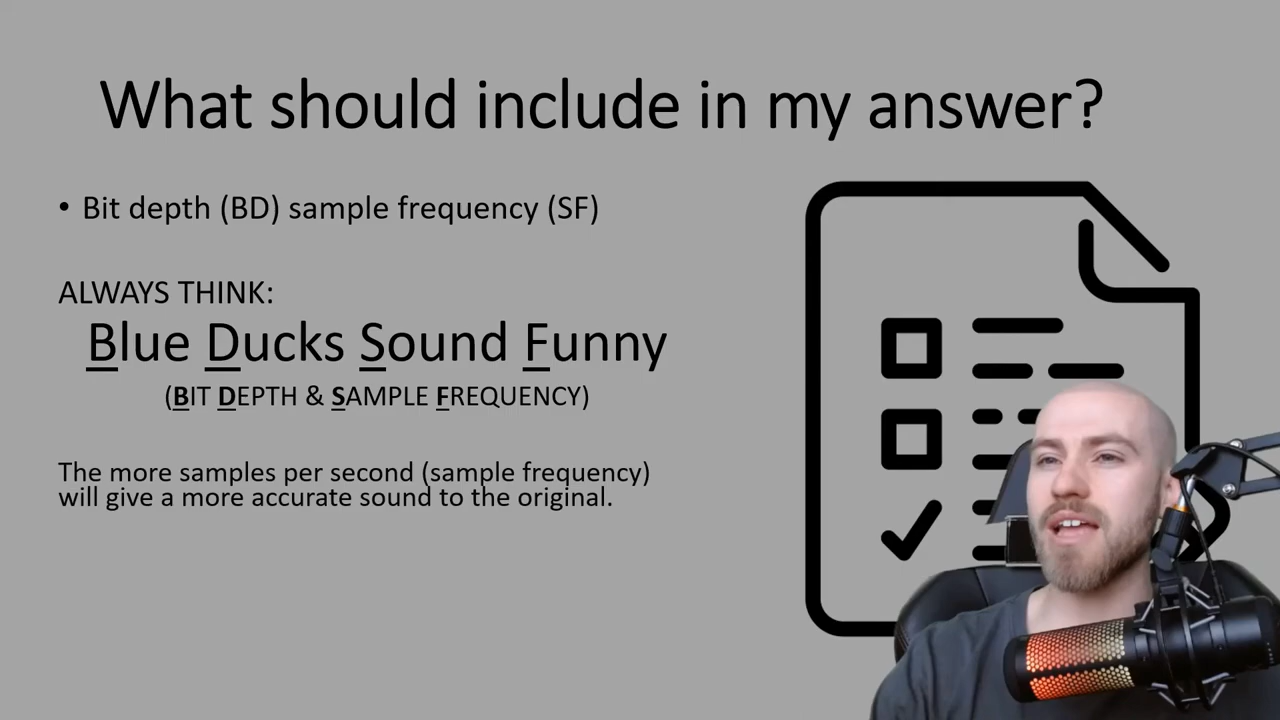 What should include in my answer?
• Bit depth (BD) sample frequency (SF)
ALWAYS THINK:
Blue Ducks Sound Funny
(BIT DEPTH & SAMPLE FREQUENCY)
The more samples per second (sample frequency)
will give a more accurate sound to the original.